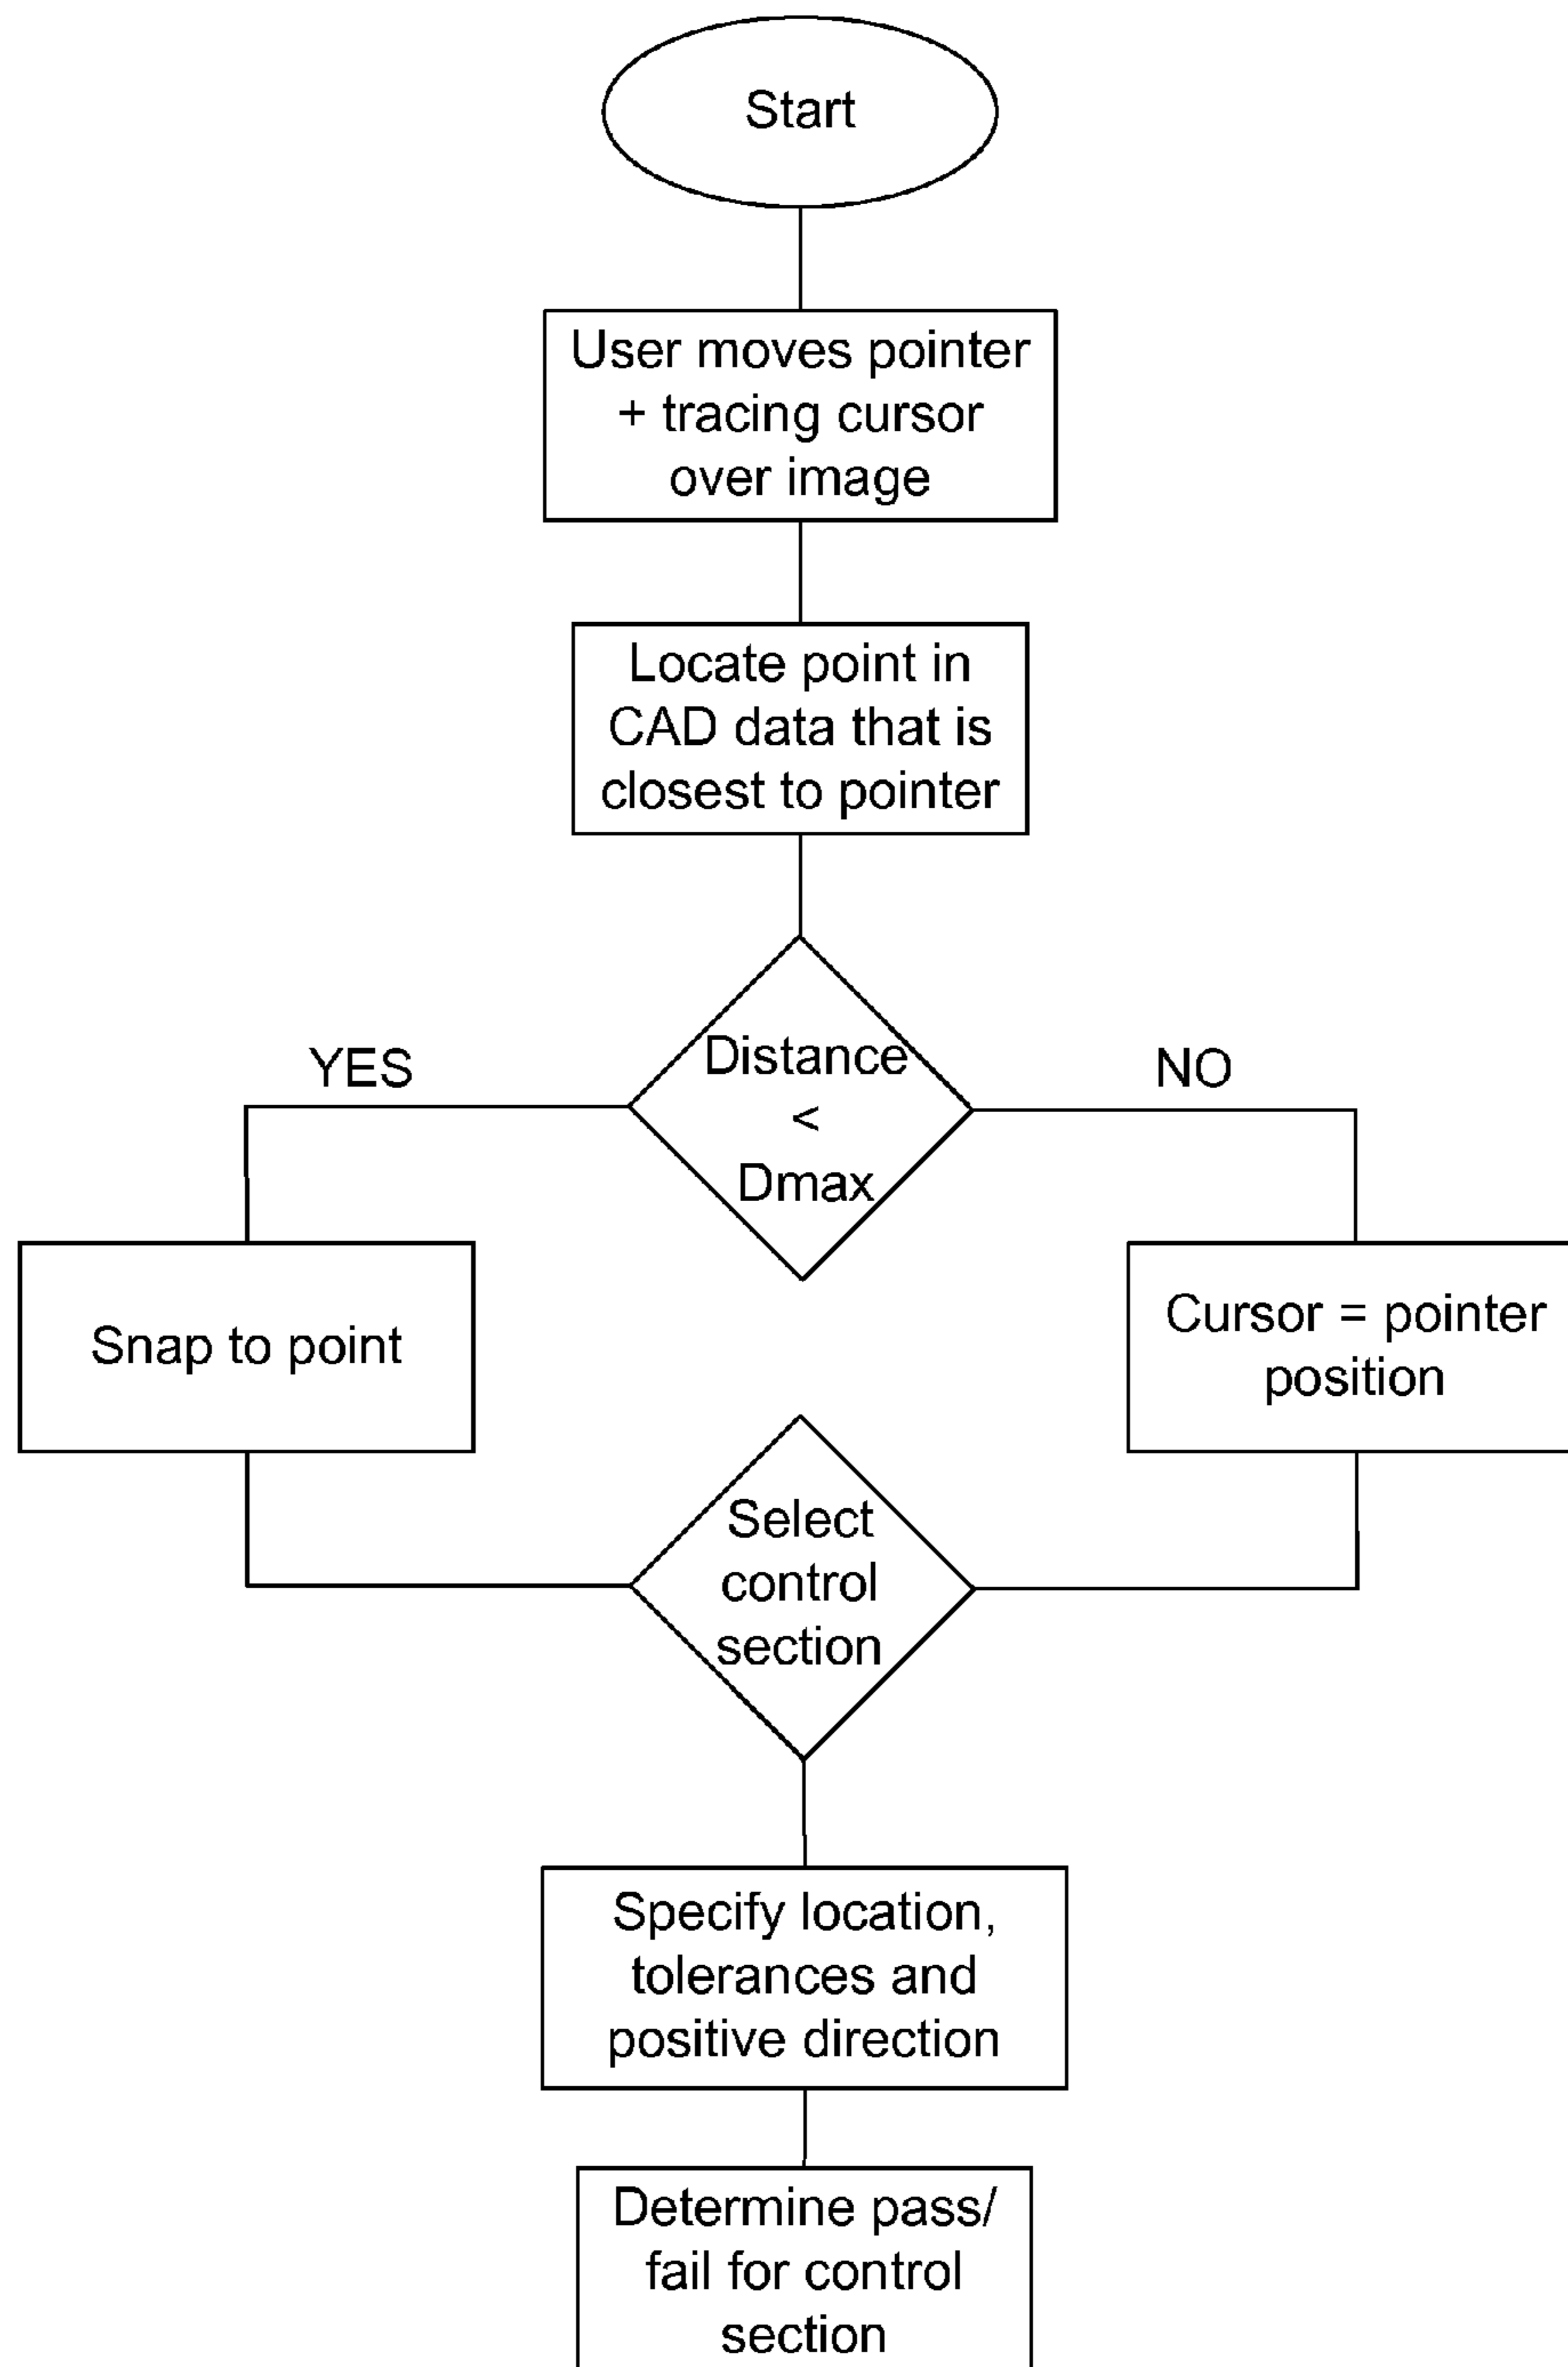 Start
User moves pointer
+ tracing cursor
over image
Locate point in
CAD data that is
closest to pointer
YES
Distance
<
Dmax
NO
Snap to point
Cursor = pointer
position
Select
control
section
Specify location,
tolerances and
positive direction
Determine pass/
fail for control
section